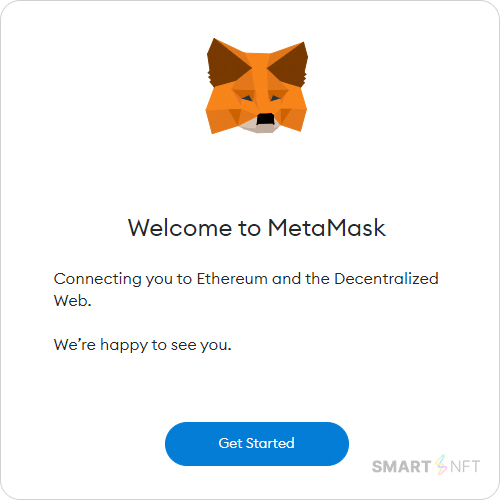 Welcome to MetaMask
Connecting you to Ethereum and the Decentralized
Web.
We’re happy to see you.
Get Started
SMART NFT